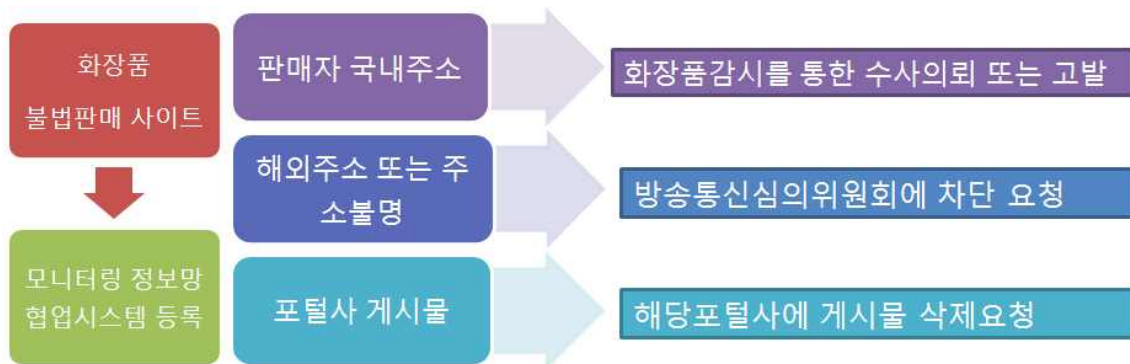 화장품
불법판매 사이트
모니터링 정보망
협업시스템 등록
판매자 국내주소
화장품감시를 통한 수사의뢰 또는 고발
해외주소 또는 주
소불명
방송통신심의위원회에 차단 요청
포털사 게시물
해당포털사에 게시물 삭제요청